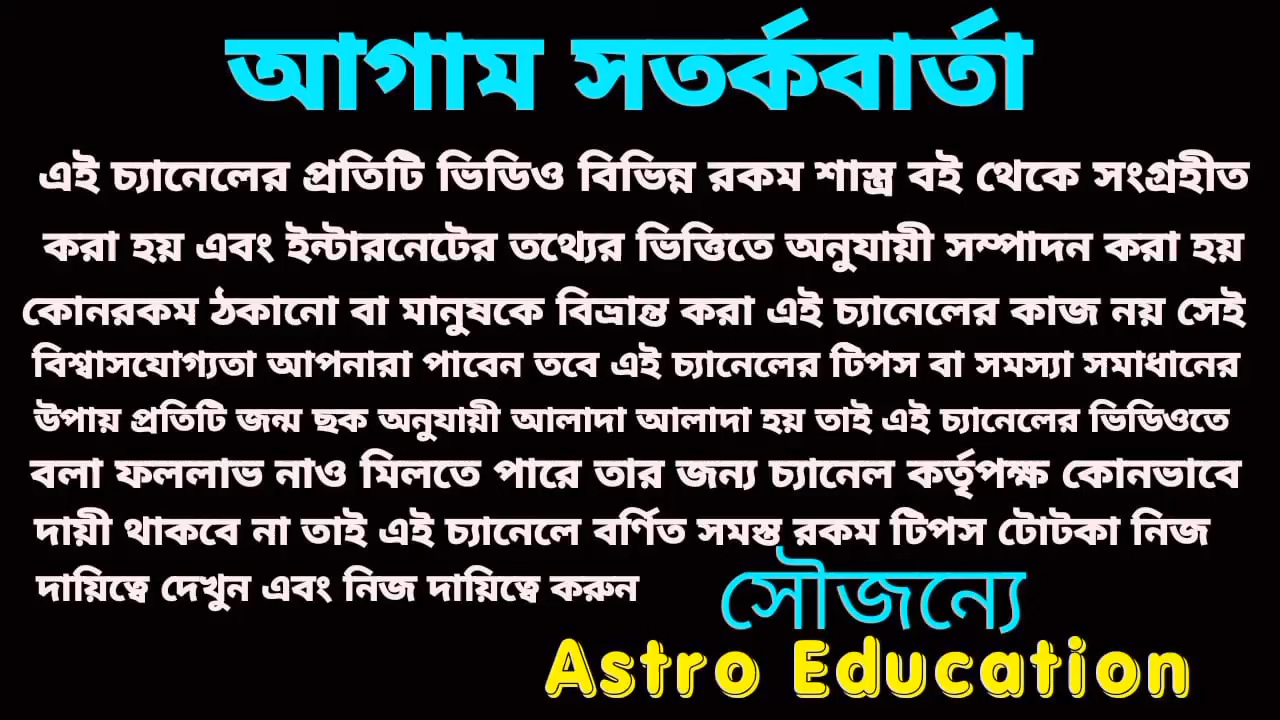 আগাম সতর্কবার্তা
এই চ্যানেলের প্রতিটি ভিডিও বিভিন্ন রকম শাস্ত্র বই থেকে সংগ্রহীত
করা হয় এবং ইন্টারনেটের তথ্যের ভিত্তিতে অনুযায়ী সম্পাদন করা হয়
কোনরকম ঠকানো বা মানুষকে বিভ্রান্ত করা এই চ্যানেলের কাজ নয় সেই
বিশ্বাসযোগ্যতা আপনারা পাবেন তবে এই চ্যানেলের টিপস বা সমস্যা সমাধানের
উপায় প্রতিটি জন্ম ছক অনুযায়ী আলাদা আলাদা হয় তাই এই চ্যানেলের ভিডিওতে
বলা ফললাভ নাও মিলতে পারে তার জন্য চ্যানেল কর্তৃপক্ষ কোনভাবে
দায়ী থাকবে না তাই এই চ্যানেলে বর্ণিত সমস্ত রকম টিপস টোটকা নিজ
দায়িত্বে দেখুন এবং নিজ দায়িত্বে করুন
সৌজন্যে
Astro Education